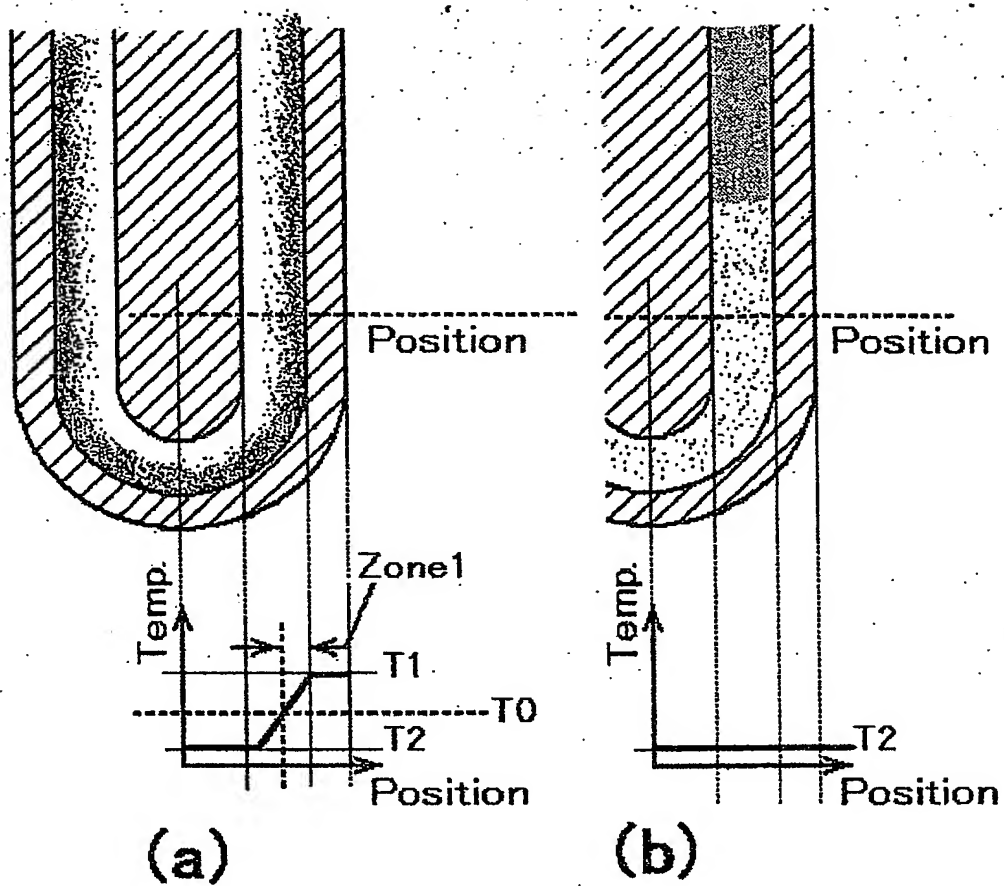 Position
Position
Zone1
Temp.
T1
T0
T2
Position
Temp.
T2
Position
(a)
(b)